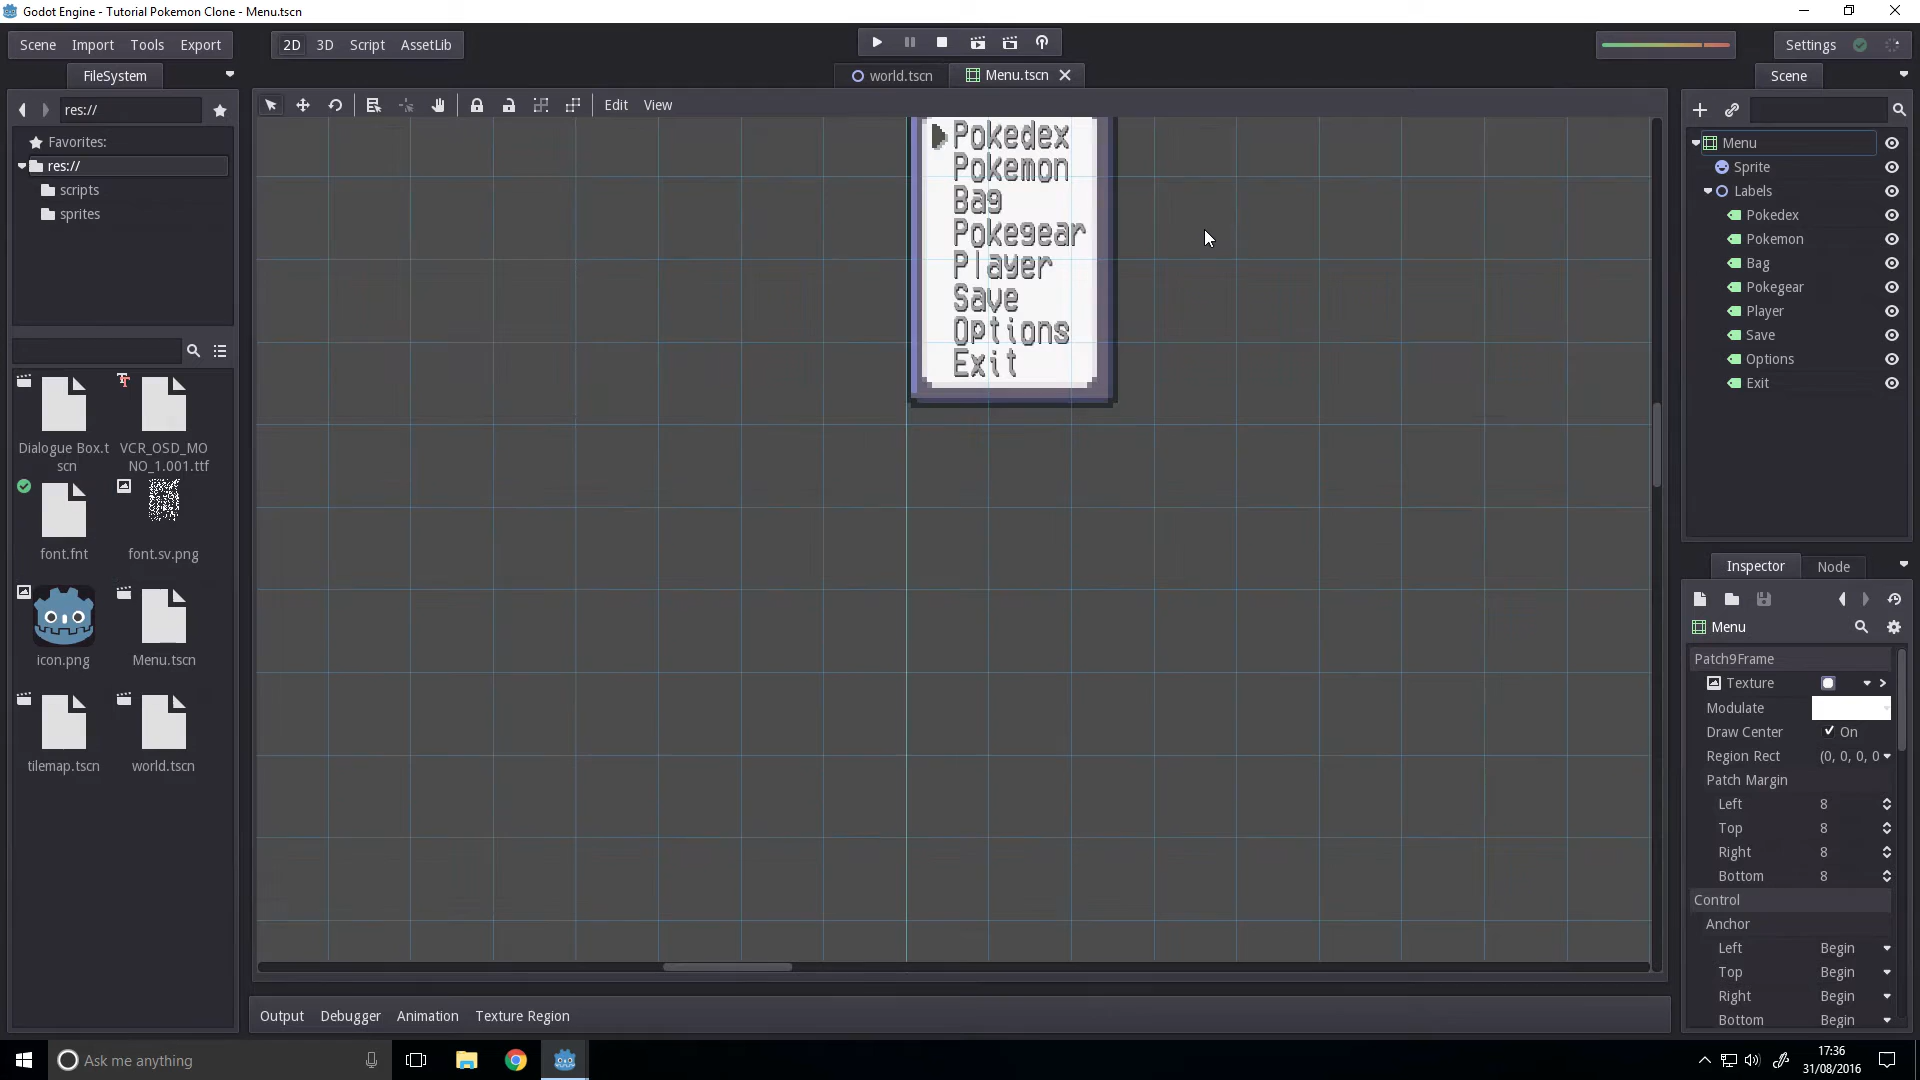 Godot Engine - Tutorial Pokemon Clone - Menu.tscn
Scene Import Tools Export
2D 3D Script AssetLib
Settings
FileSystem
world.tscn
Menu.tscn
Scene
res://
Edit View
Favorites:
res://
scripts
sprites
Dialogue Box.t
scn
VCR_OSD_MO
NO_1.001.ttf
font.fnt
font.sv.png
icon.png
Menu.tscn
tilemap.tscn
world.tscn
Pokedex
Pokemon
Bag
Pokegear
Player
Save
Options
Exit
Menu
Sprite
Labels
Pokedex
Pokemon
Bag
Pokegear
Player
Save
Options
Exit
Inspector Node
Menu
Patch9Frame
Texture
Modulate
Draw Center On
Region Rect (0, 0, 0, 0
Patch Margin
Left 8
Top 8
Right 8
Bottom 8
Control
Anchor
Left Begin
Top Begin
Right Begin
Bottom Begin
Output Debugger Animation Texture Region
Ask me anything
17:36
31/08/2016